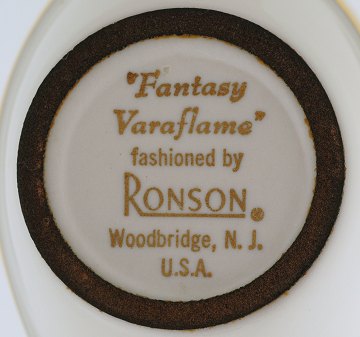 "Fantasy
Varaflame"
fashioned by
RONSON®
Woodbridge, N. J.
U.S.A.